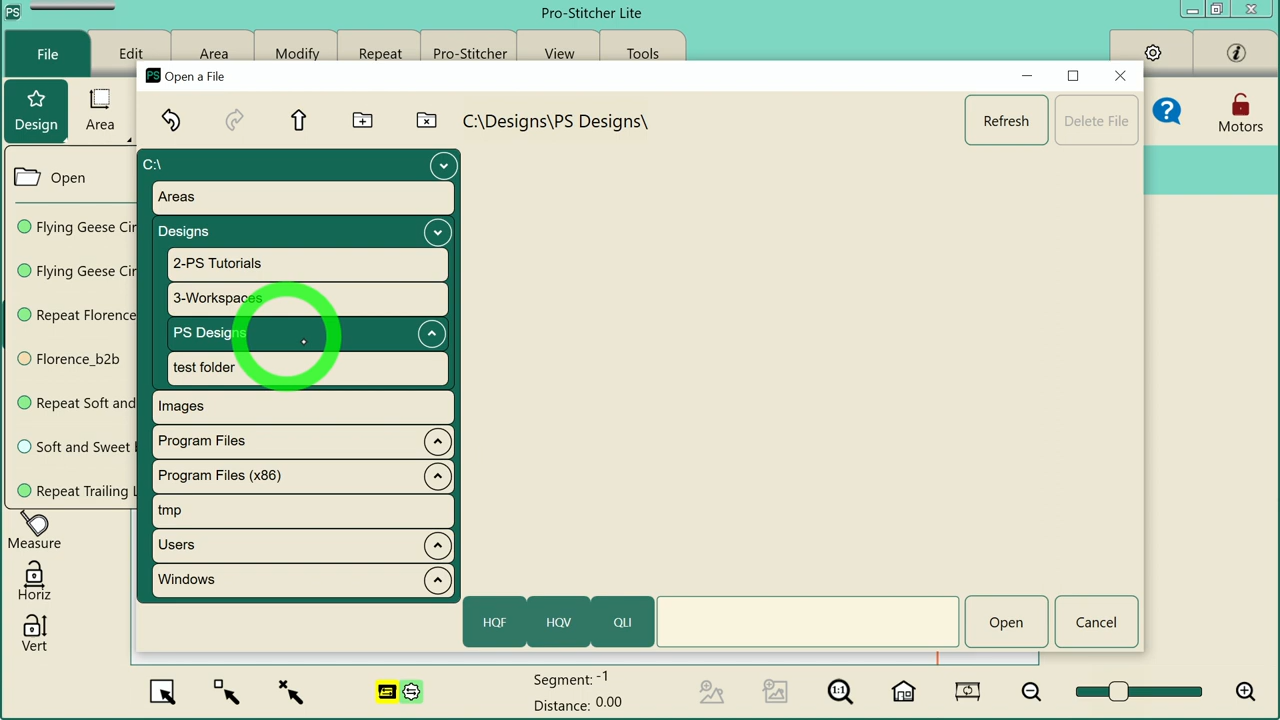 PS
Pro-Stitcher Lite
File
Edit
Area
Modify
Repeat
Pro-Stitcher
View
Tools
PS Open a File
Design
Area
C:\Designs\PS Designs\
Refresh
Delete File
Motors
Open
Flying Geese Cir
Flying Geese Cir
Repeat Florence
Florence_b2b
Repeat Soft and
Soft and Sweet
Repeat Trailing L
Measure
Horiz
Vert
C:\
Areas
Designs
2-PS Tutorials
3-Workspaces
PS Designs
test folder
Images
Program Files
Program Files (x86)
tmp
Users
Windows
HQF
HQV
QLI
Open
Cancel
Segment: -1
Distance: 0.00
1:1